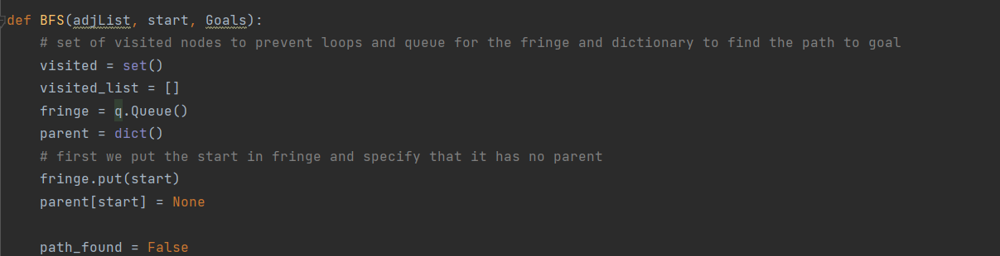 def BFS(adjList, start, Goals):
    # set of visited nodes to prevent loops and queue for the fringe and dictionary to find the path to goal
    visited = set()
    visited_list = []
    fringe = q.Queue()
    parent = dict()
    # first we put the start in fringe and specify that it has no parent
    fringe.put(start)
    parent[start] = None

    path_found = False